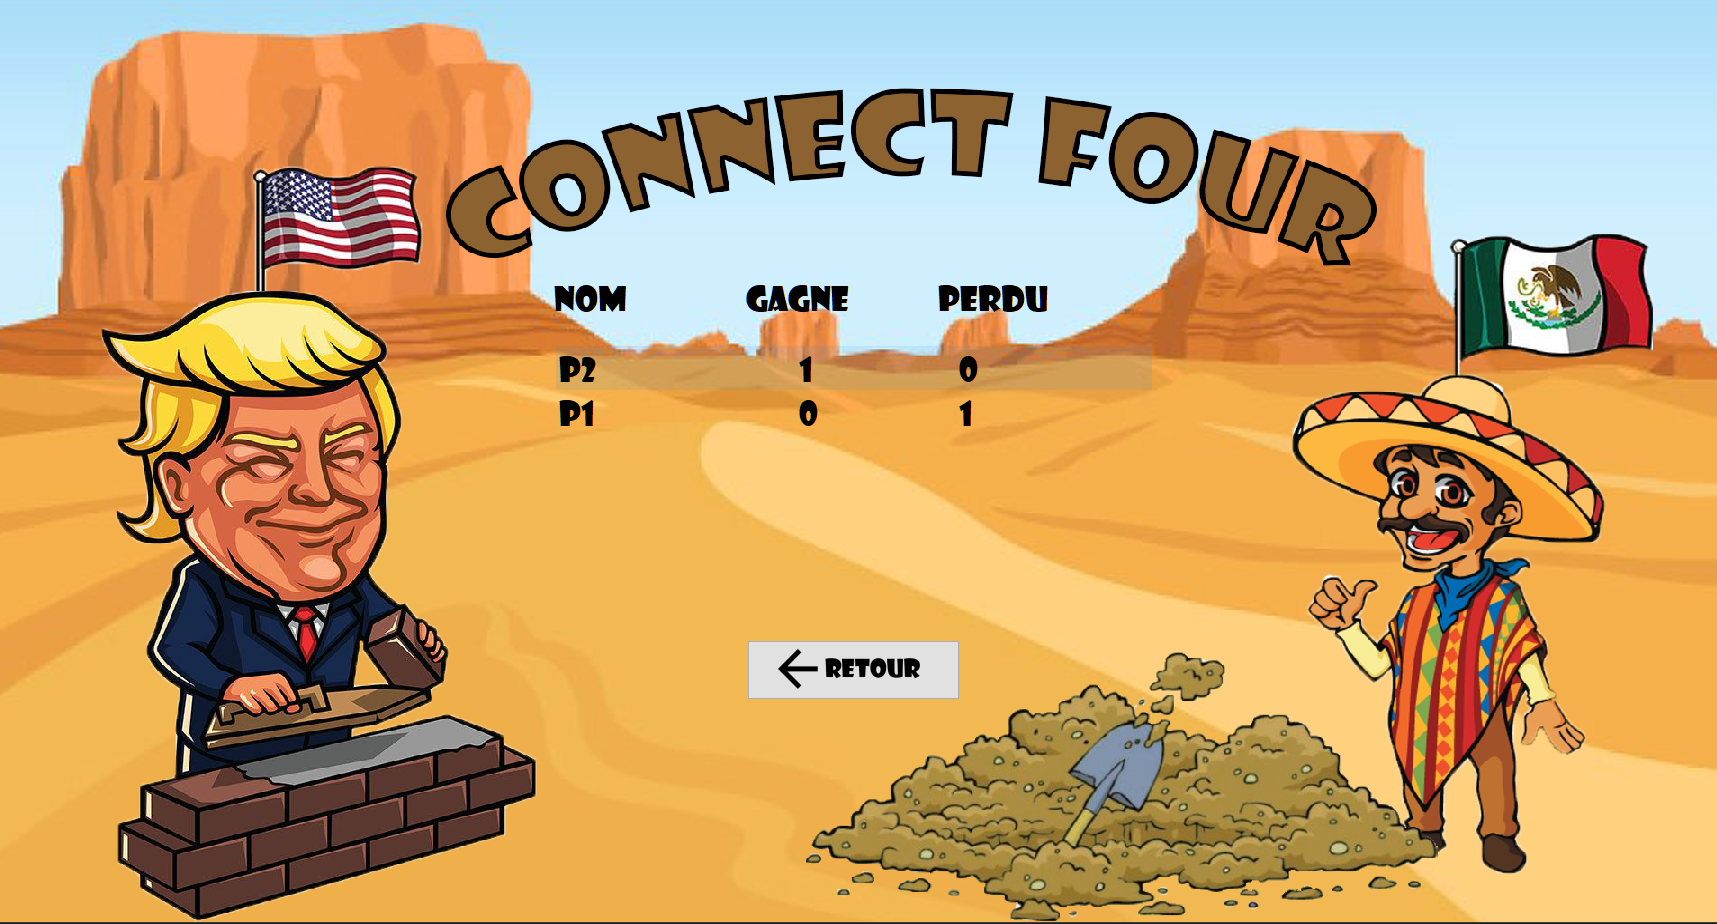 CONNECT FOUR
NOM GAGNE PERDU
P2 1 0
P1 0 1
RETOUR